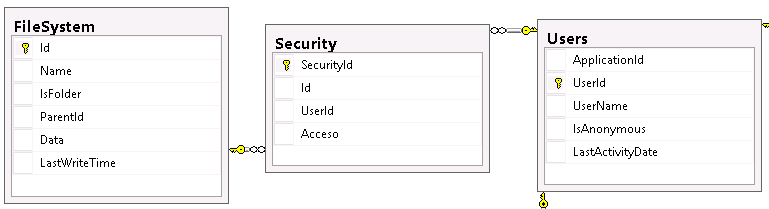 FileSystem
Id
Name
IsFolder
ParentId
Data
LastWriteTime
Security
SecurityId
Id
UserId
Acceso
Users
ApplicationId
UserId
UserName
IsAnonymous
LastActivityDate